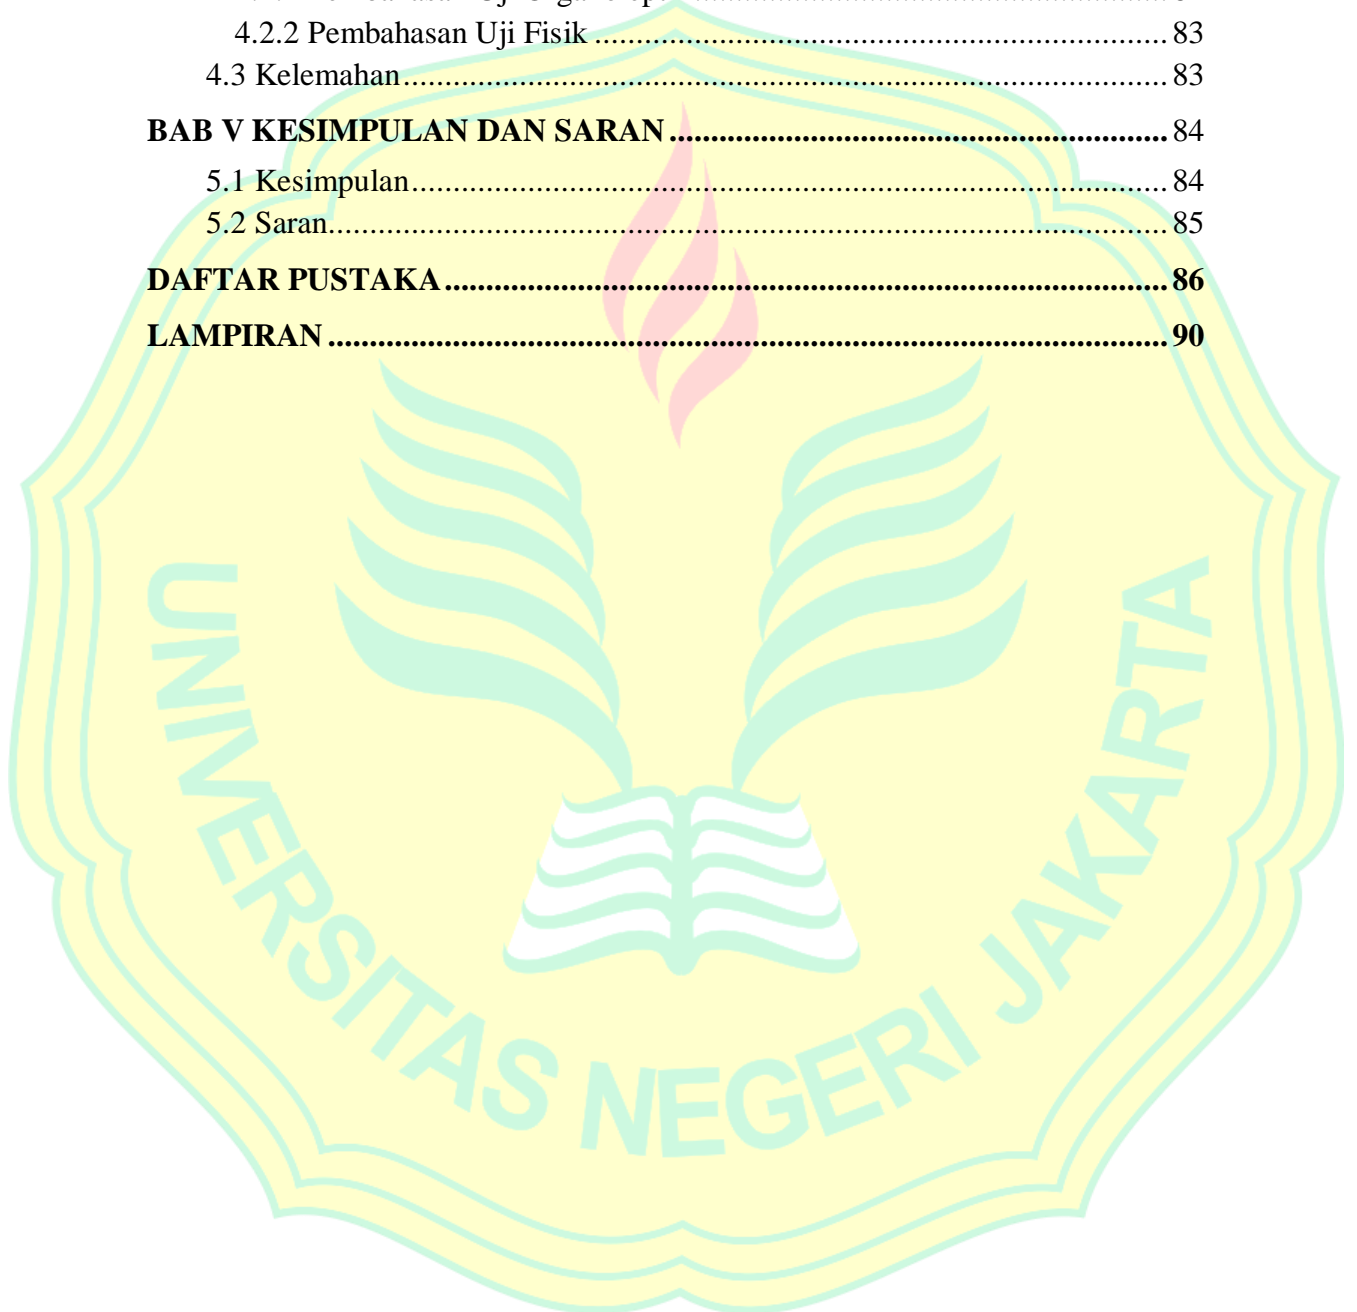 4.2.2 Pembahasan Uji Fisik ...................................................................... 83
4.3 Kelemahan............................................................................................. 83
BAB V KESIMPULAN DAN SARAN ............................................................ 84
5.1 Kesimpulan............................................................................................ 84
5.2 Saran...................................................................................................... 85
DAFTAR PUSTAKA ........................................................................................ 86
LAMPIRAN ...................................................................................................... 90
UNIVERSITAS NEGERI JAKARTA